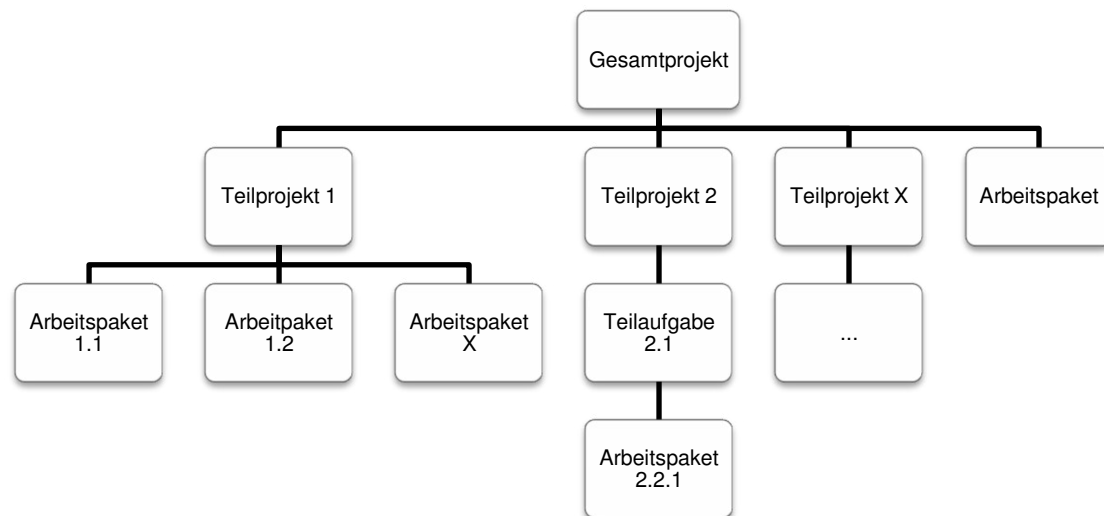 Gesamtprojekt
Teilprojekt 1
Teilprojekt 2
Teilprojekt X
Arbeitspaket
Arbeitspaket
1.1
Arbeitpaket
1.2
Arbeitspaket
X
Teilaufgabe
2.1
...
Arbeitspaket
2.2.1